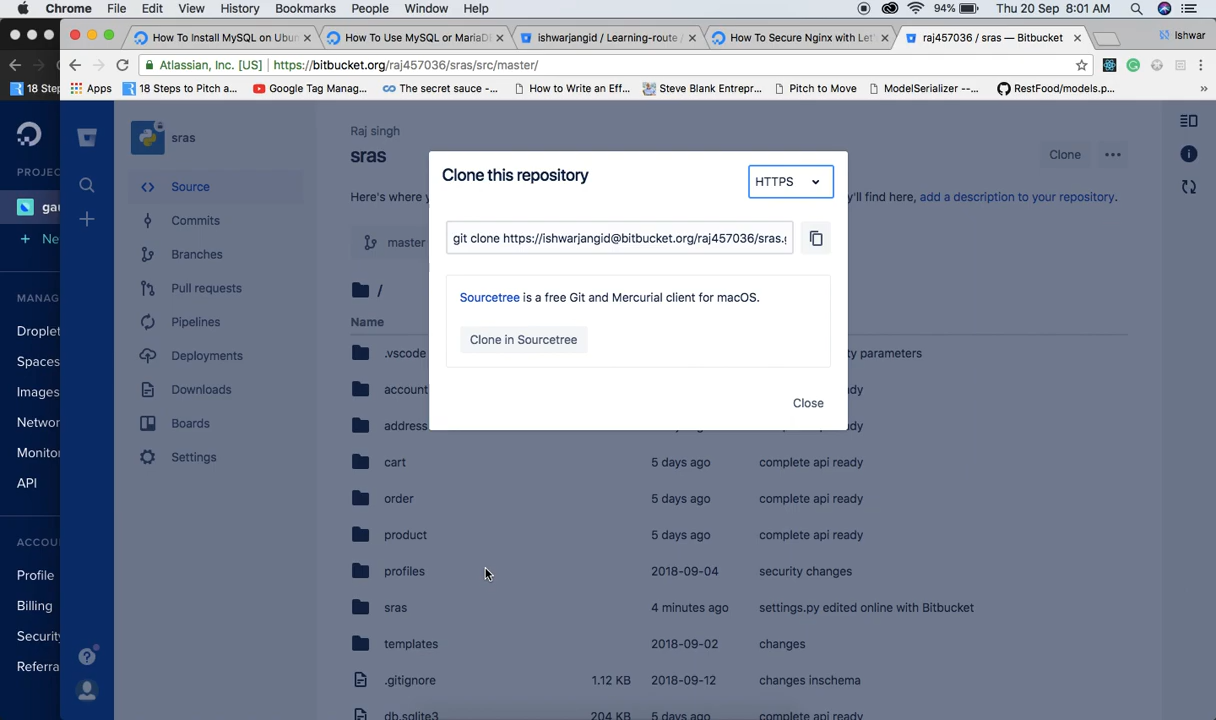 Chrome File Edit View History Bookmarks People Window Help 94% Thu 20 Sep 8:01 AM
How To Install MySQL on Ubun How To Use MySQL or MariaD ishwarjangid / Learning-route / How To Secure Nginx with Let' raj457036 / sras — Bitbucket Ishwar
Atlassian, Inc. [US] https://bitbucket.org/raj457036/sras/src/master/
18 Step Apps 18 Steps to Pitch a... Google Tag Manag... The secret sauce -... How to Write an Eff... Steve Blank Entrepr... Pitch to Move ModelSerializer --... RestFood/models.p... »
PROJEC
+ Ne
MANAG
Droplet
Spaces
Images
Networ
Monito
API
ACCOU
Profile
Billing
Securit
Referra
sras
Source
Commits
Branches
Pull requests
Pipelines
Deployments
Downloads
Boards
Settings
Raj singh
sras
Clone
Here's where y 'll find here, add a description to your repository.
master
Clone this repository
HTTPS
git clone https://ishwarjangid@bitbucket.org/raj457036/sras.g
Sourcetree is a free Git and Mercurial client for macOS.
Clone in Sourcetree
Close
/
Name
.vscode ty parameters
account dy
address dy
cart 5 days ago complete api ready
order 5 days ago complete api ready
product 5 days ago complete api ready
profiles 2018-09-04 security changes
sras 4 minutes ago settings.py edited online with Bitbucket
templates 2018-09-02 changes
.gitignore 1.12 KB 2018-09-12 changes inschema
db.sqlite3 204 KB 5 days ago complete api ready